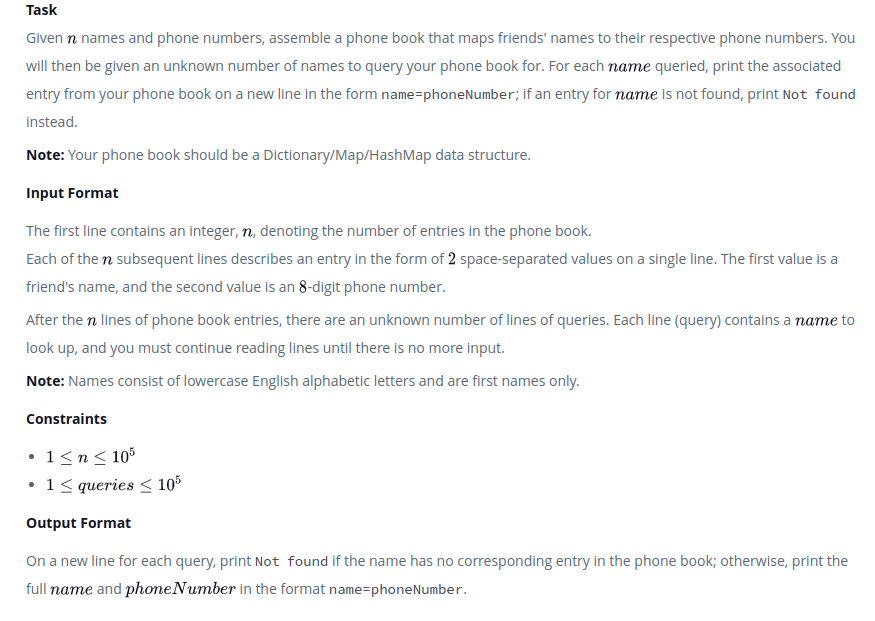 Task
Given n names and phone numbers, assemble a phone book that maps friends' names to their respective phone numbers. You
will then be given an unknown number of names to query your phone book for. For each name queried, print the associated
entry from your phone book on a new line in the form name=phoneNumber; if an entry for name is not found, print Not found
instead.
Note: Your phone book should be a Dictionary/Map/HashMap data structure.
Input Format
The first line contains an integer, n, denoting the number of entries in the phone book.
Each of the n subsequent lines describes an entry in the form of 2 space-separated values on a single line. The first value is a
friend's name, and the second value is an 8-digit phone number.
After the n lines of phone book entries, there are an unknown number of lines of queries. Each line (query) contains a name to
look up, and you must continue reading lines until there is no more input.
Note: Names consist of lowercase English alphabetic letters and are first names only.
Constraints
• 1 ≤ n ≤ 10⁵
• 1 ≤ queries ≤ 10⁵
Output Format
On a new line for each query, print Not found if the name has no corresponding entry in the phone book; otherwise, print the
full name and phoneNumber in the format name=phoneNumber.